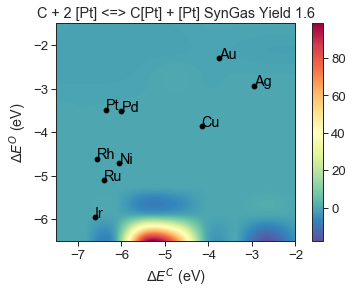 C + 2 [Pt] <=> C[Pt] + [Pt] SynGas Yield 1.6
−2
−3
−4
−5
−6
ΔE^O (eV)
Au
Ag
Pt
Pd
Cu
Rh
Ni
Ru
Ir
80
60
40
20
0
−7
−6
−5
−4
−3
−2
ΔE^C (eV)